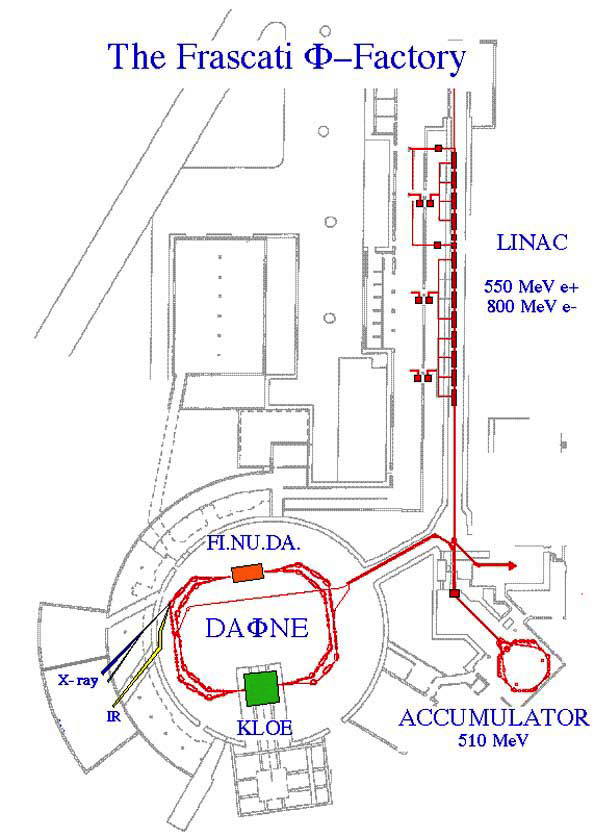 The Frascati Φ-Factory
LINAC
550 MeV e+
800 MeV e-
FI.NU.DA.
DAΦNE
X- ray
IR
KLOE
ACCUMULATOR
510 MeV